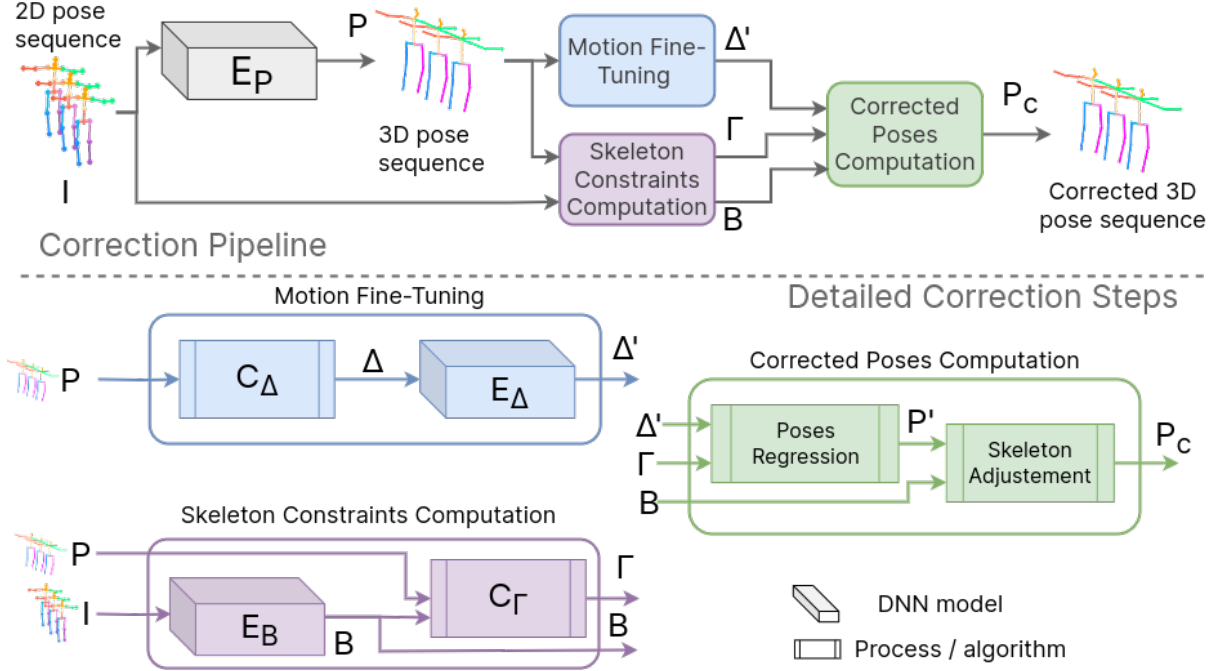 2D pose
sequence
I
E_P
P
3D pose
sequence
Motion Fine-
Tuning
Δ'
Skeleton
Constraints
Computation
Γ
B
Corrected
Poses
Computation
P_C
Corrected 3D
pose sequence
Correction Pipeline
Detailed Correction Steps
Motion Fine-Tuning
P
C_Δ
Δ
E_Δ
Δ'
Corrected Poses Computation
Δ'
Γ
B
Poses
Regression
P'
Skeleton
Adjustement
P_C
Skeleton Constraints Computation
P
I
E_B
B
C_Γ
Γ
B
DNN model
Process / algorithm